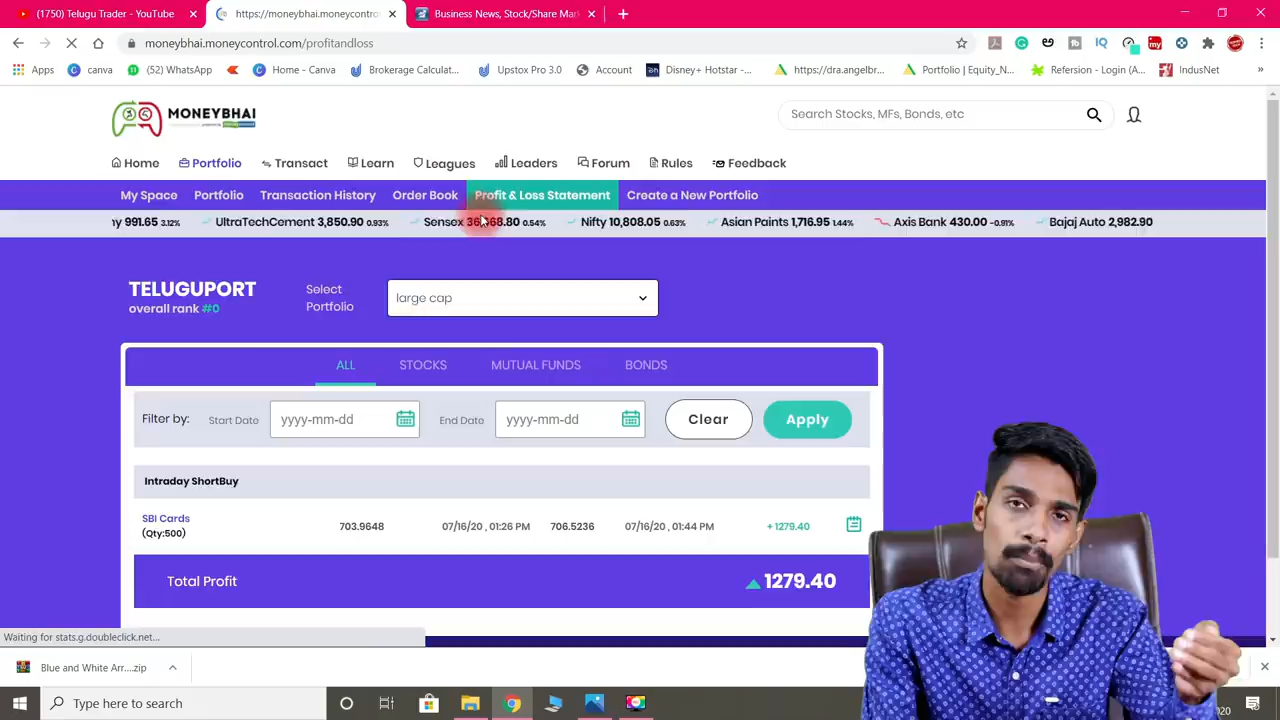 (1750) Telugu Trader - YouTube
https://moneybhai.moneycontro
Business News, Stock/Share Mar
moneybhai.moneycontrol.com/profitandloss
Apps
canva
(52) WhatsApp
Home - Canva
Brokerage Calculat...
Upstox Pro 3.0
Account
Disney+ Hotstar -...
https://dra.angelbr...
Portfolio | Equity_N...
Refersion - Login (A...
IndusNet
MONEYBHAI
Search Stocks, MFs, Bonds, etc
Home
Portfolio
Transact
Learn
Leagues
Leaders
Forum
Rules
Feedback
My Space
Portfolio
Transaction History
Order Book
Profit & Loss Statement
Create a New Portfolio
ny 991.65 3.12%
UltraTechCement 3,850.90 0.93%
Sensex 36,   68.80 0.54%
Nifty 10,808.05 0.63%
Asian Paints 1,716.95 1.44%
Axis Bank 430.00 -0.91%
Bajaj Auto 2,982.90
TELUGUPORT
overall rank #0
Select
Portfolio
large cap
ALL
STOCKS
MUTUAL FUNDS
BONDS
Filter by:
Start Date
yyyy-mm-dd
End Date
yyyy-mm-dd
Clear
Apply
Intraday ShortBuy
SBI Cards
(Qty:500)
703.9648
07/16/20 , 01:26 PM
706.5236
07/16/20 , 01:44 PM
+ 1279.40
Total Profit
1279.40
Waiting for stats.g.doubleclick.net...
Blue and White Arr....zip
Type here to search